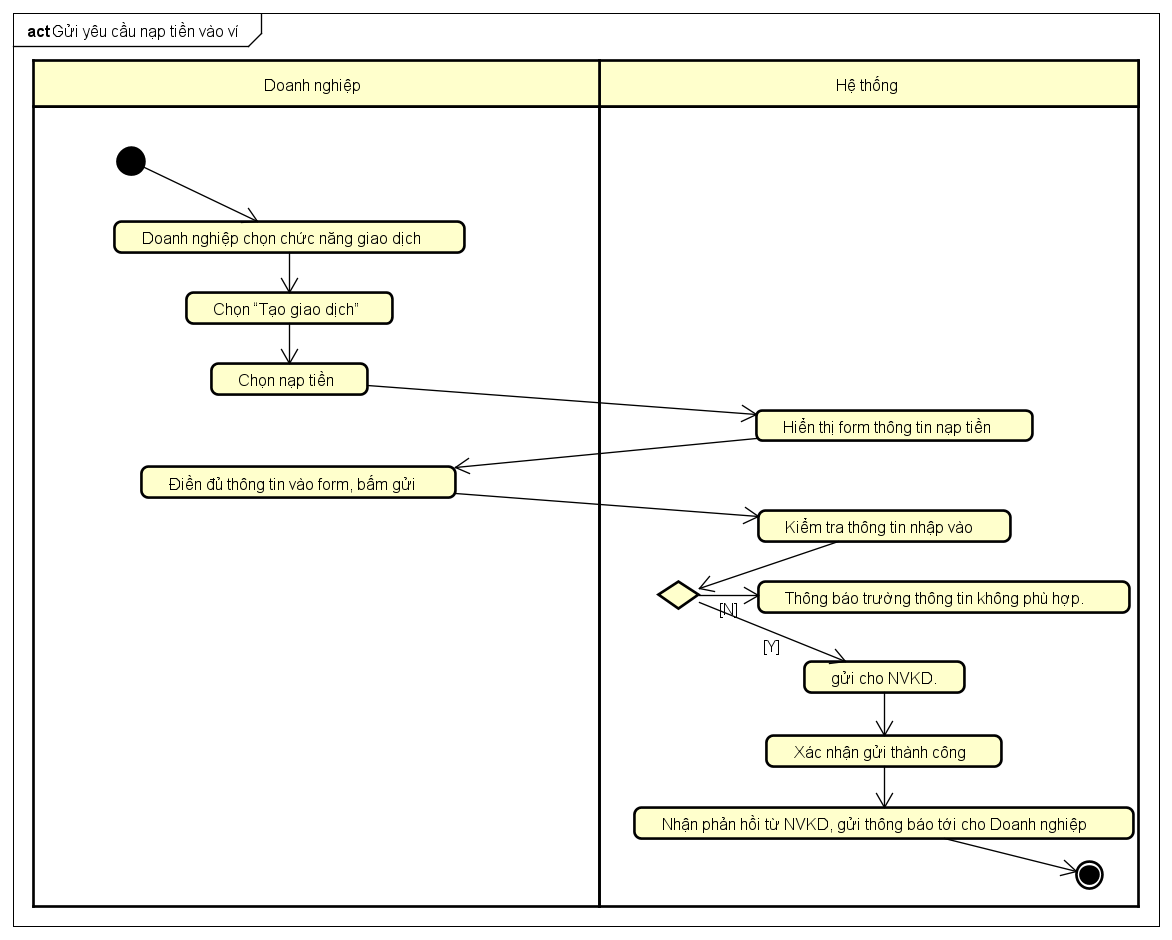 act Gửi yêu cầu nạp tiền vào ví
Doanh nghiệp
Hệ thống
Doanh nghiệp chọn chức năng giao dịch
Chọn “Tạo giao dịch”
Chọn nạp tiền
Hiển thị form thông tin nạp tiền
Điền đủ thông tin vào form, bấm gửi
Kiểm tra thông tin nhập vào
Thông báo trường thông tin không phù hợp.
[N]
[Y]
gửi cho NVKD.
Xác nhận gửi thành công
Nhận phản hồi từ NVKD, gửi thông báo tới cho Doanh nghiệp